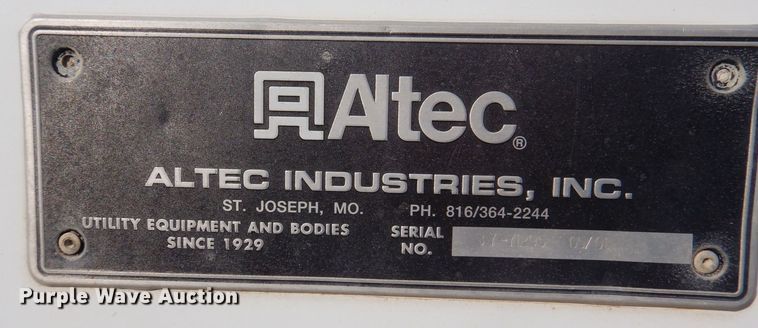 Altec®
ALTEC INDUSTRIES, INC.
ST. JOSEPH, MO. PH. 816/364-2244
UTILITY EQUIPMENT AND BODIES
SINCE 1929
SERIAL
NO.
Purple Wave Auction